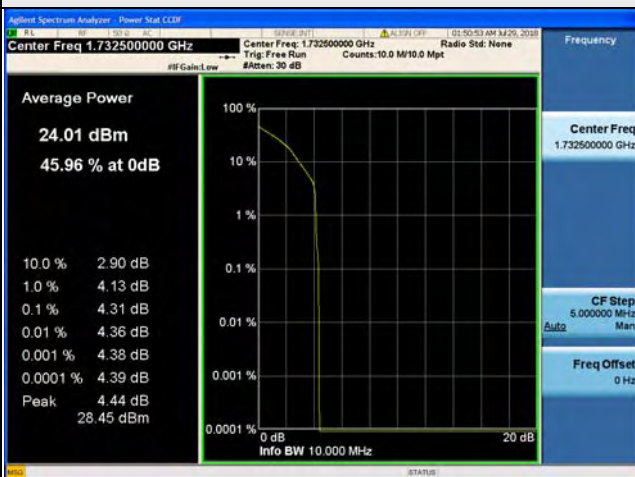 Agilent Spectrum Analyzer - Power Stat CCDF
RL RF 50 Ω AC SENSE:INT ALIGN OFF 01:50:53 AM Jul 29, 2018
Center Freq 1.732500000 GHz
Center Freq: 1.732500000 GHz Radio Std: None
Trig: Free Run Counts:10.0 M/10.0 Mpt
#IFGain:Low #Atten: 30 dB
Frequency
Average Power
24.01 dBm
45.96 % at 0dB
10.0 % 2.90 dB
1.0 % 4.13 dB
0.1 % 4.31 dB
0.01 % 4.36 dB
0.001 % 4.38 dB
0.0001 % 4.39 dB
Peak 4.44 dB
28.45 dBm
100 %
10 %
1 %
0.1 %
0.01 %
0.001 %
0.0001 %
0 dB 20 dB
Info BW 10.000 MHz
Center Freq
1.732500000 GHz
CF Step
5.000000 MHz
Auto Man
Freq Offset
0 Hz
MSG STATUS